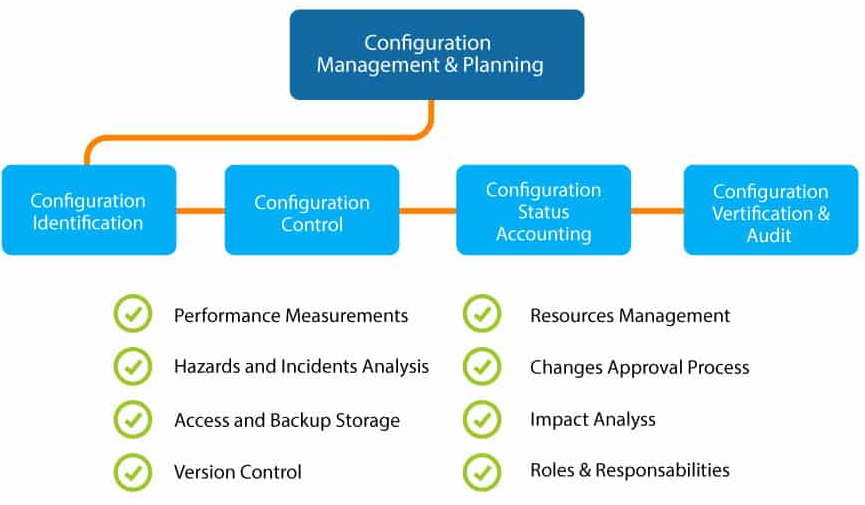 Configuration
Management & Planning
Configuration
Identification
Configuration
Control
Configuration
Status
Accounting
Configuration
Vertification &
Audit
Performance Measurements
Resources Management
Hazards and Incidents Analysis
Changes Approval Process
Access and Backup Storage
Impact Analyss
Version Control
Roles & Responsabilities